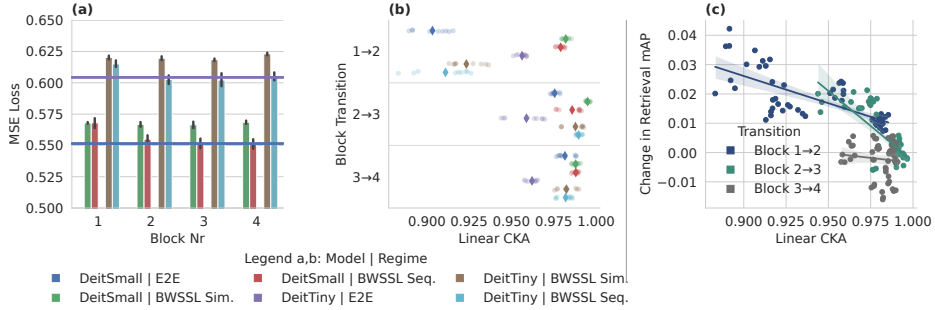 (a)
MSE Loss
0.650
0.625
0.600
0.575
0.550
0.525
0.500
1 2 3 4
Block Nr
(b)
Block Transition
1→2
2→3
3→4
0.900 0.925 0.950 0.975 1.000
Linear CKA
(c)
Change in Retrieval mAP
0.04
0.03
0.02
0.01
0.00
−0.01
Transition
Block 1→2
Block 2→3
Block 3→4
0.900 0.925 0.950 0.975 1.000
Linear CKA
Legend a,b: Model | Regime
DeitSmall | E2E
DeitSmall | BWSSL Seq.
DeitTiny | BWSSL Sim.
DeitSmall | BWSSL Sim.
DeitTiny | E2E
DeitTiny | BWSSL Seq.